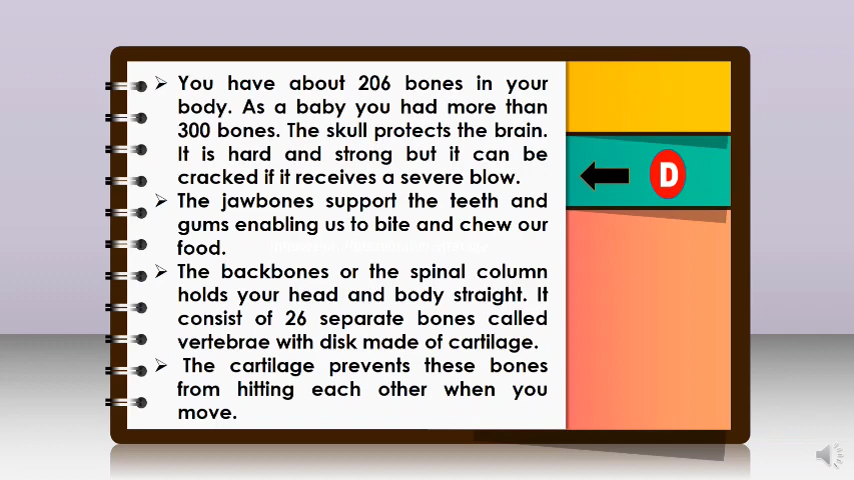 You have about 206 bones in your
body. As a baby you had more than
300 bones. The skull protects the brain.
It is hard and strong but it can be
cracked if it receives a severe blow.
The jawbones support the teeth and
gums enabling us to bite and chew our
food.
The backbones or the spinal column
holds your head and body straight. It
consist of 26 separate bones called
vertebrae with disk made of cartilage.
The cartilage prevents these bones
from hitting each other when you
move.
D